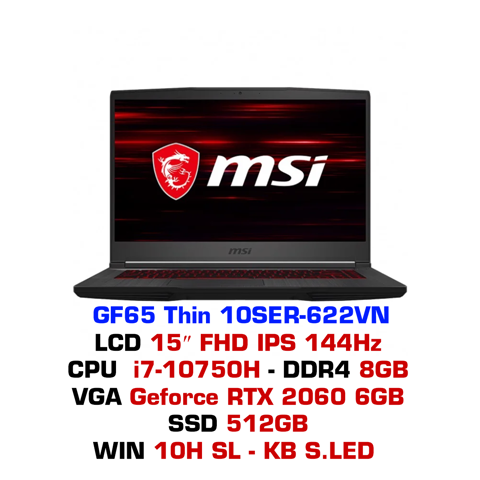 msi
msi
GF65 Thin 10SER-622VN
LCD 15″ FHD IPS 144Hz
CPU i7-10750H - DDR4 8GB
VGA Geforce RTX 2060 6GB
SSD 512GB
WIN 10H SL - KB S.LED